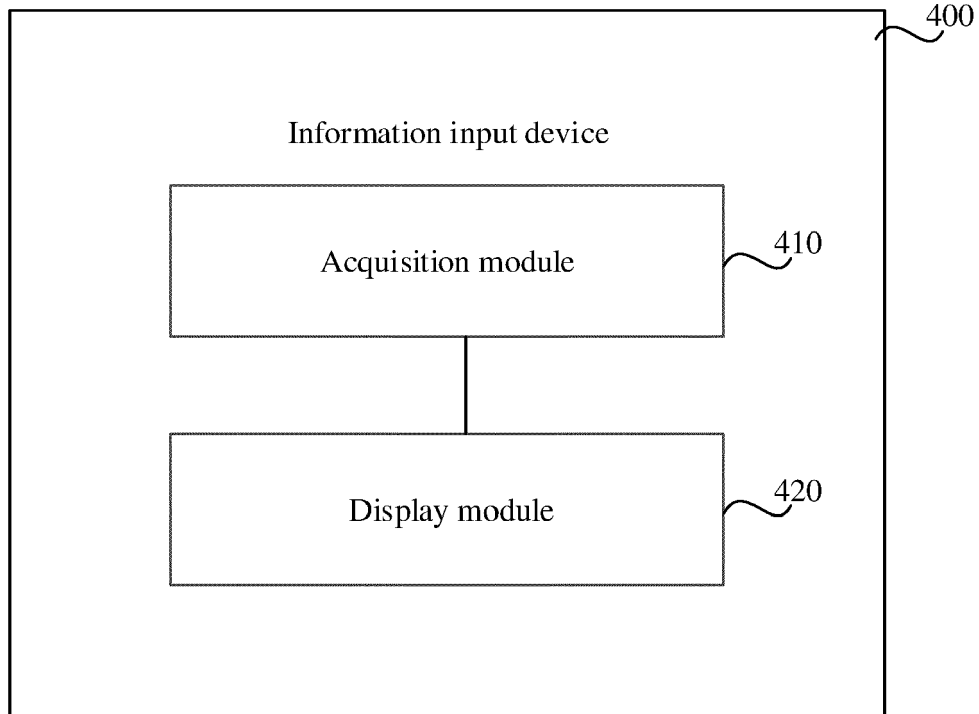 400
Information input device
Acquisition module
410
Display module
420